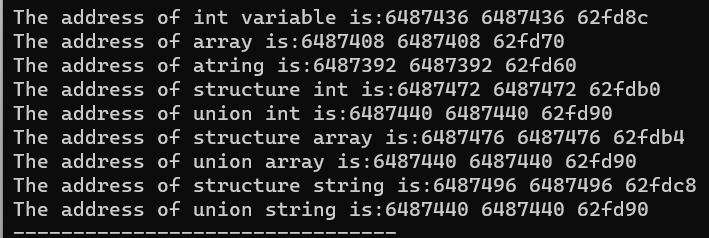 The address of int variable is:6487436 6487436 62fd8c
The address of array is:6487408 6487408 62fd70
The address of atring is:6487392 6487392 62fd60
The address of structure int is:6487472 6487472 62fdb0
The address of union int is:6487440 6487440 62fd90
The address of structure array is:6487476 6487476 62fdb4
The address of union array is:6487440 6487440 62fd90
The address of structure string is:6487496 6487496 62fdc8
The address of union string is:6487440 6487440 62fd90
--------------------------------